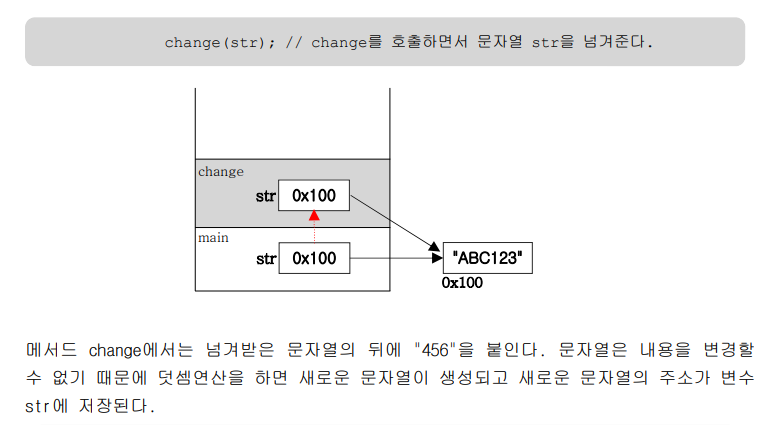 change(str); // change를 호출하면서 문자열 str을 넘겨준다.
change
str 0x100
main
str 0x100
"ABC123"
0x100
메서드 change에서는 넘겨받은 문자열의 뒤에 "456"을 붙인다. 문자열은 내용을 변경할
수 없기 때문에 덧셈연산을 하면 새로운 문자열이 생성되고 새로운 문자열의 주소가 변수
str에 저장된다.